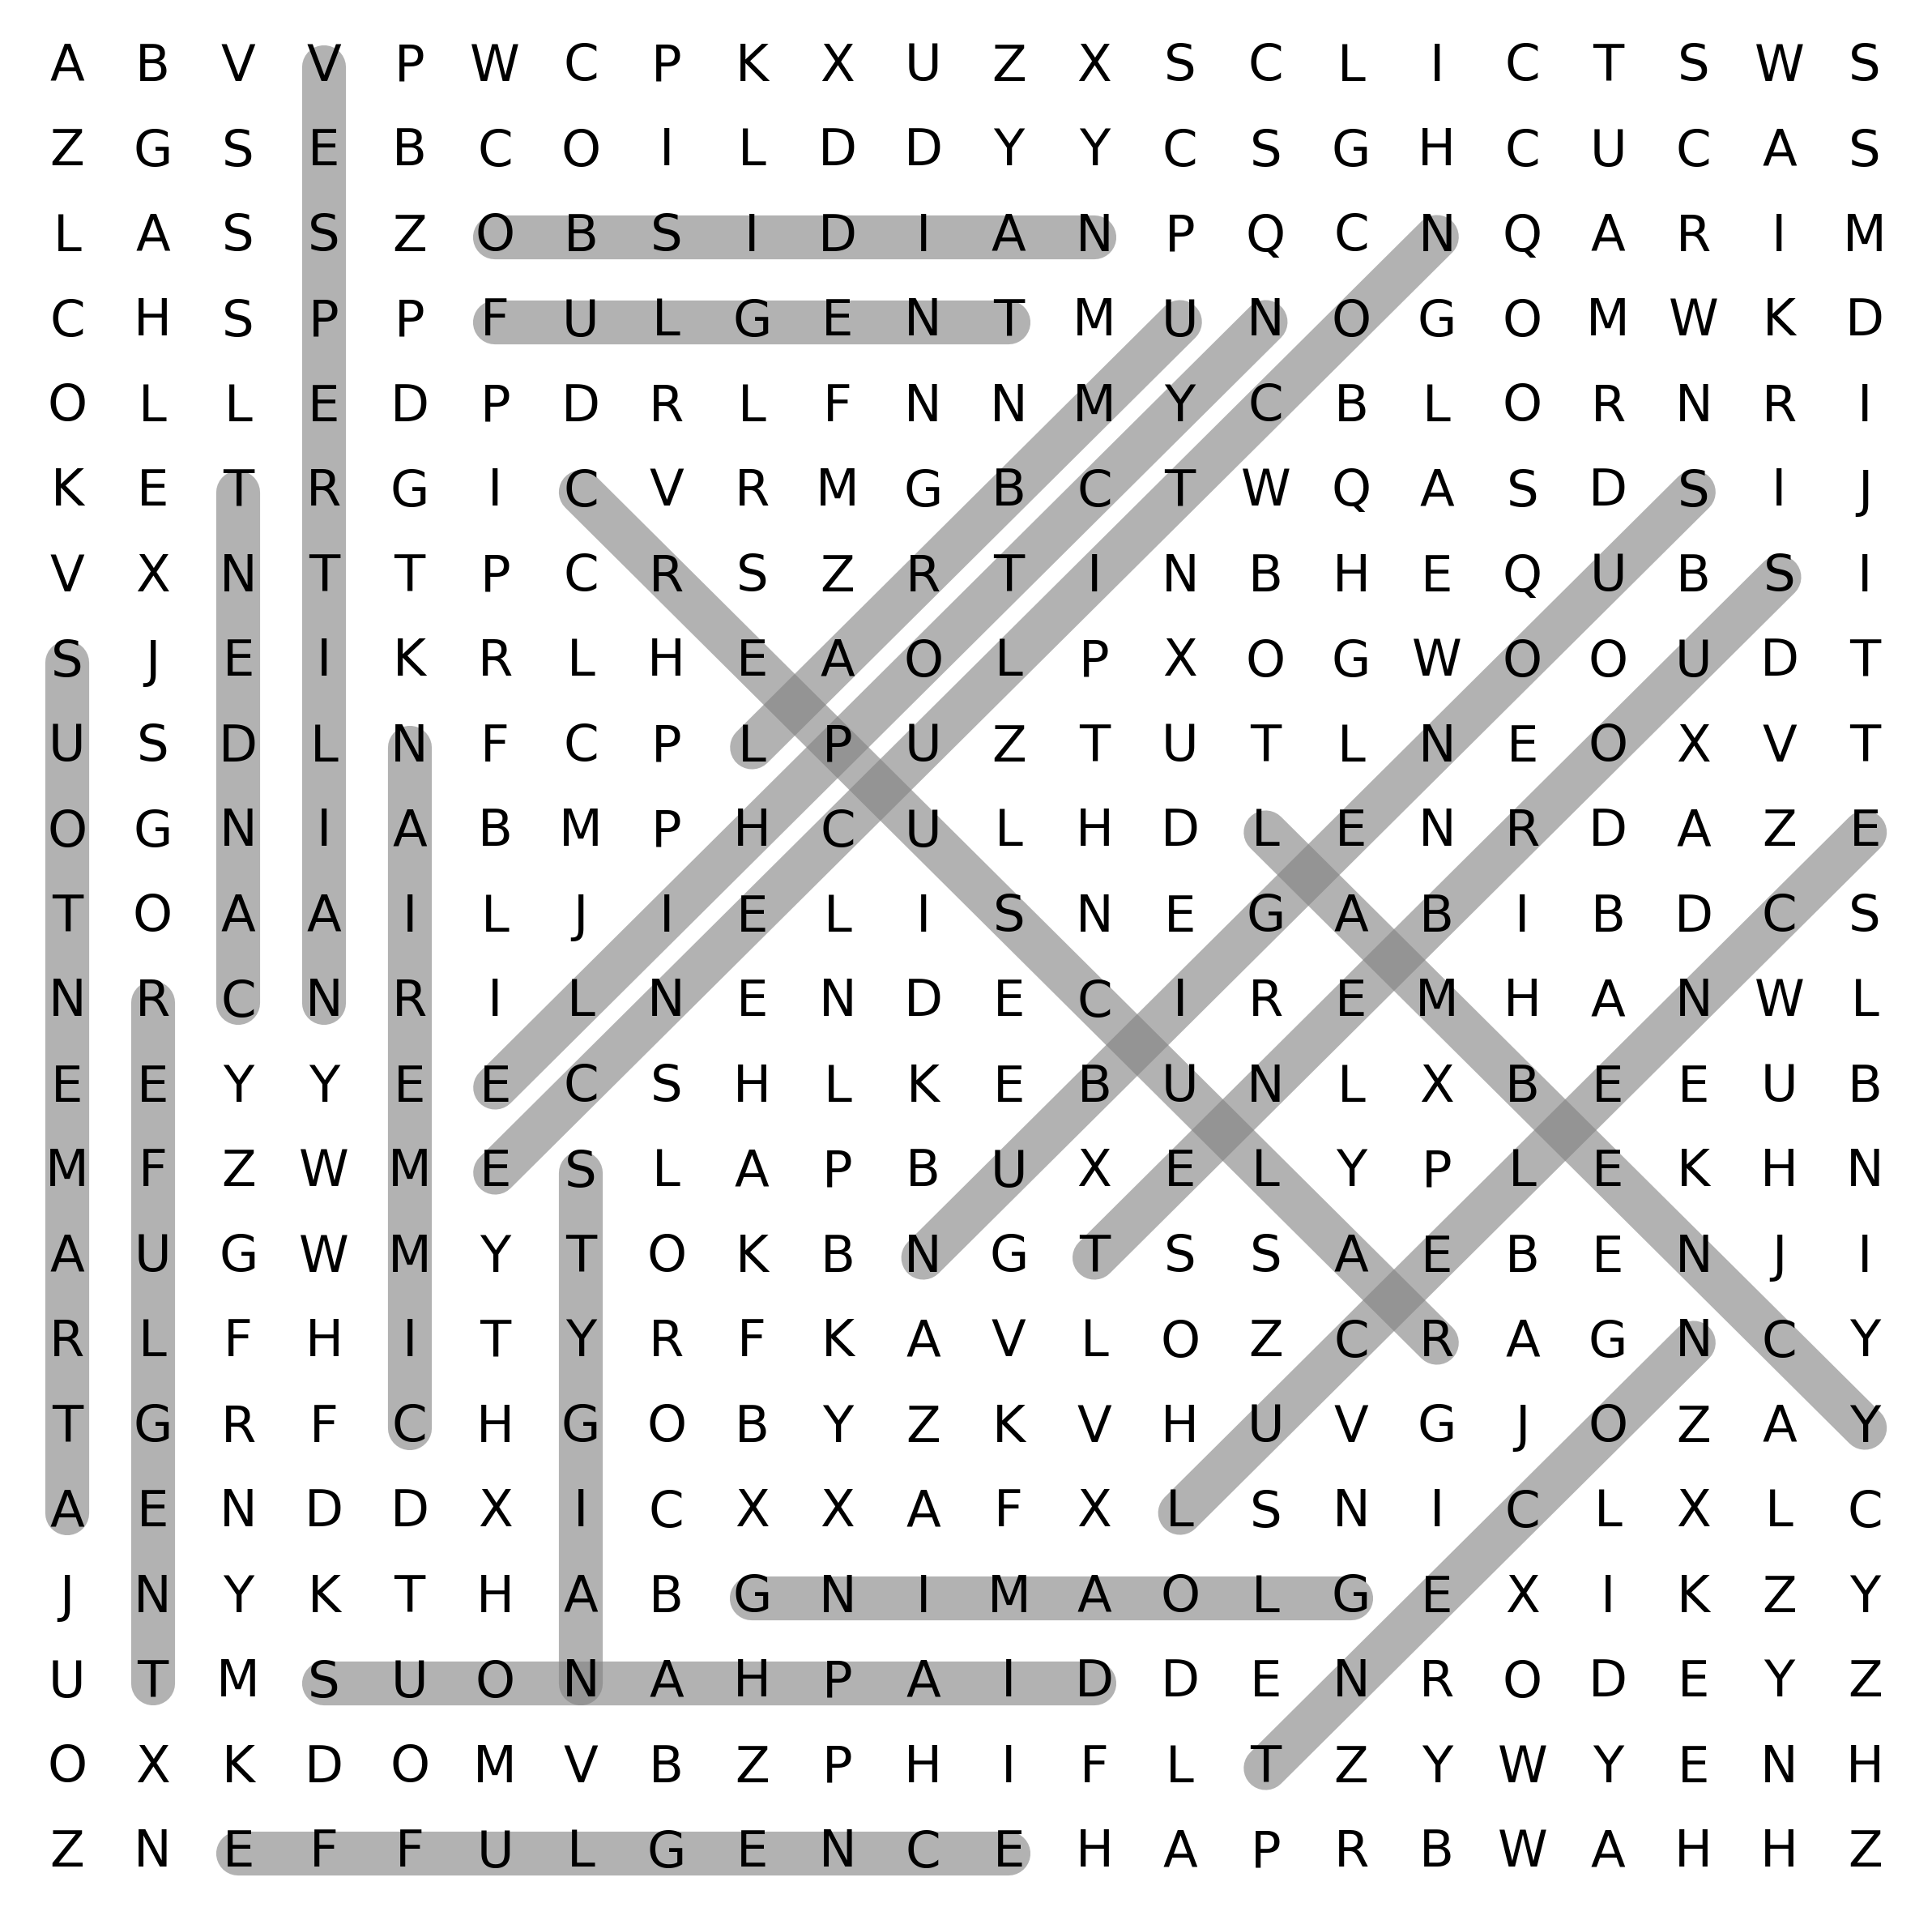 A B V V P W C P K X U Z X S C L I C T S W S
Z G S E B C O I L D D Y Y C S G H C U C A S
L A S S Z O B S I D I A N P Q C N Q A R I M
C H S P P F U L G E N T M U N O G O M W K D
O L L E D P D R L F N N M Y C B L O R N R I
K E T R G I C V R M G B C T W Q A S D S I J
V X N T T P C R S Z R T I N B H E Q U B S I
S J E I K R L H E A O L P X O G W O O U D T
U S D L N F C P L P U Z T U T L N E O X V T
O G N I A B M P H C U L H D L E N R D A Z E
T O A A I L J I E L I S N E G A B I B D C S
N R C N R I L N E N D E C I R E M H A N W L
E E Y Y E E C S H L K E B U N L X B E E U B
M F Z W M E S L A P B U X E L Y P L E K H N
A U G W M Y T O K B N G T S S A E B E N J I
R L F H I T Y R F K A V L O Z C R A G N C Y
T G R F C H G O B Y Z K V H U V G J O Z A Y
A E N D D X I C X X A F X L S N I C L X L C
J N Y K T H A B G N I M A O L G E X I K Z Y
U T M S U O N A H P A I D D E N R O D E Y Z
O X K D O M V B Z P H I F L T Z Y W Y E N H
Z N E F F U L G E N C E H A P R B W A H H Z